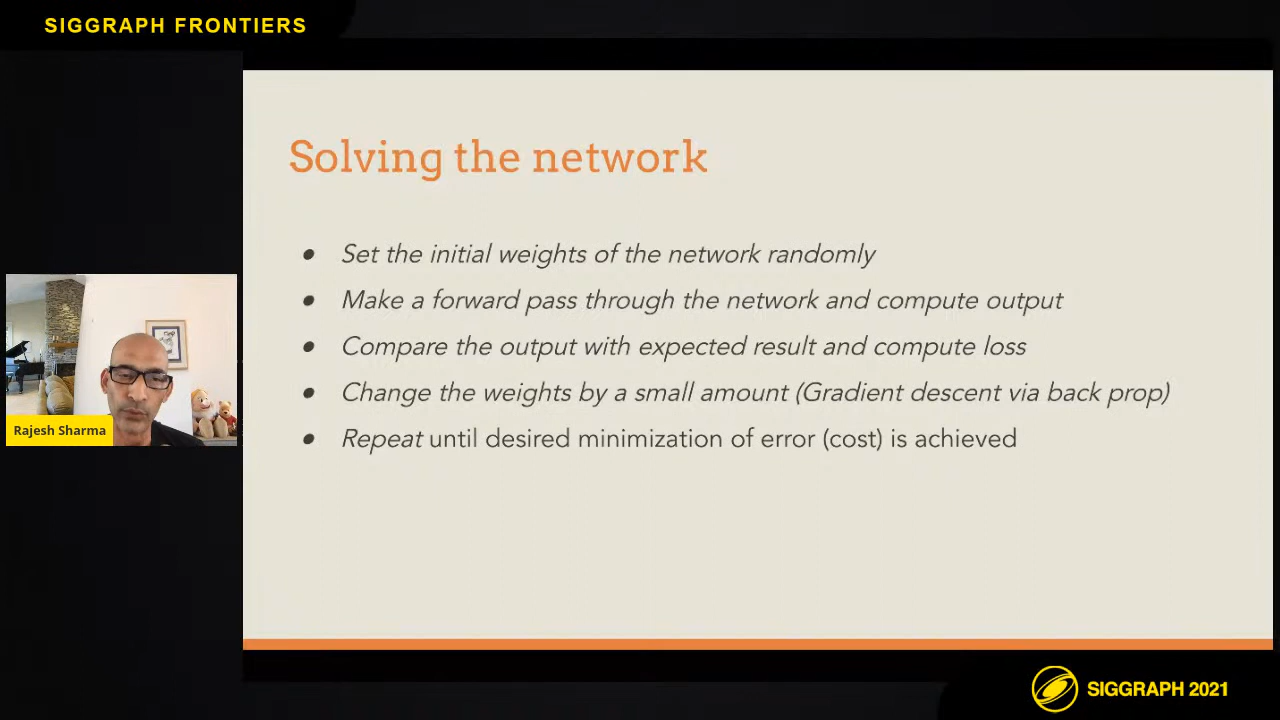 SIGGRAPH FRONTIERS
Solving the network
● Set the initial weights of the network randomly
● Make a forward pass through the network and compute output
● Compare the output with expected result and compute loss
● Change the weights by a small amount (Gradient descent via back prop)
● Repeat until desired minimization of error (cost) is achieved
Rajesh Sharma
SIGGRAPH 2021